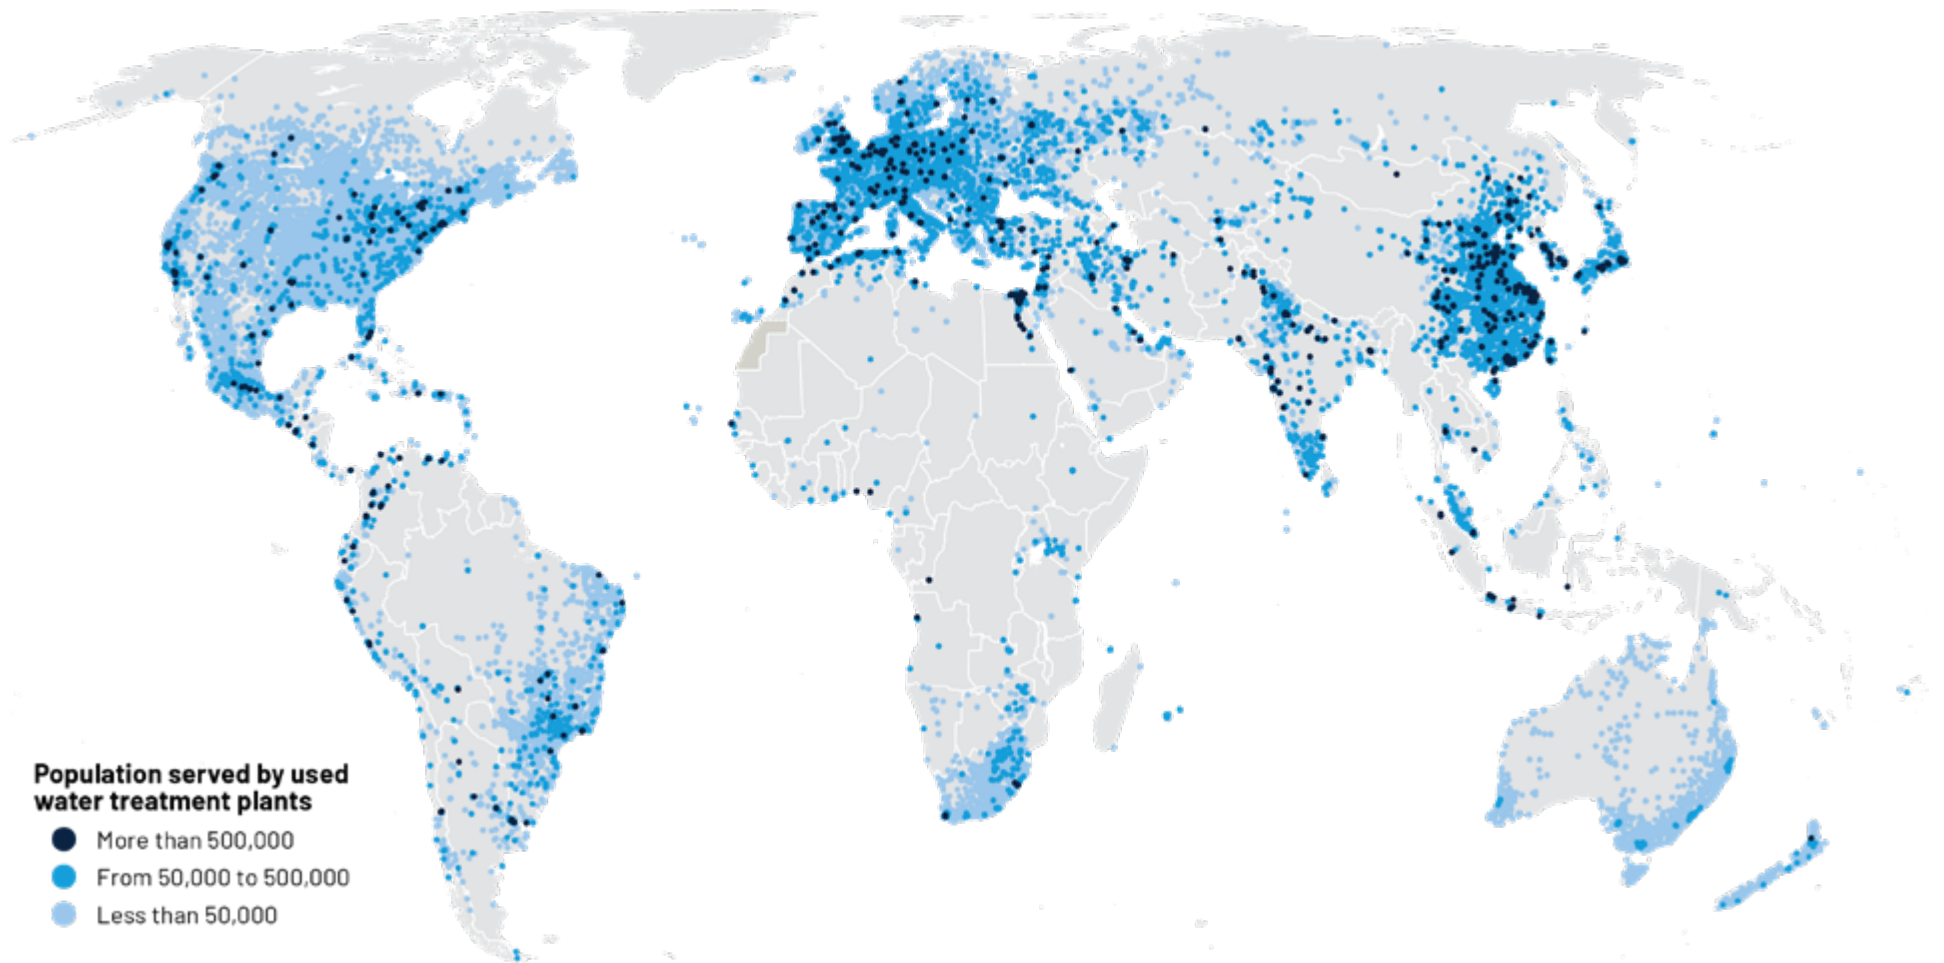 Population served by used
water treatment plants
More than 500,000
From 50,000 to 500,000
Less than 50,000